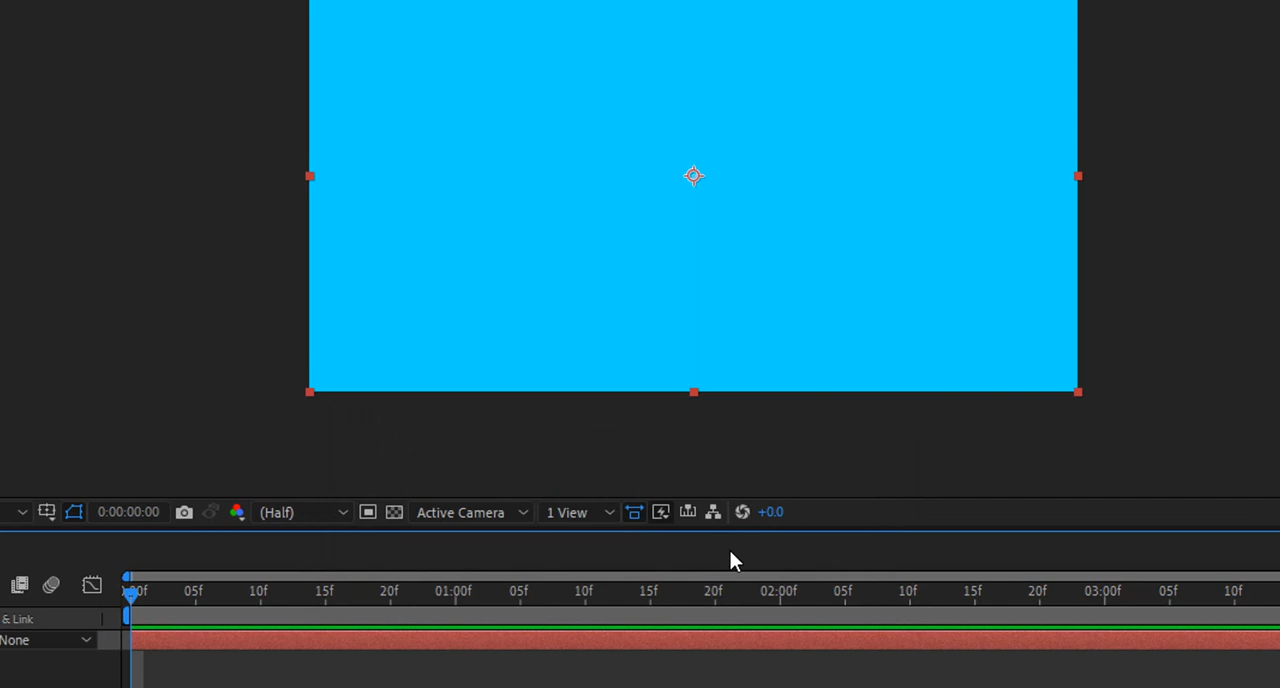 0:00:00:00 (Half) Active Camera 1 View +0.0
:00f 05f 10f 15f 20f 01:00f 05f 10f 15f 20f 02:00f 05f 10f 15f 20f 03:00f 05f 10f
& Link
None